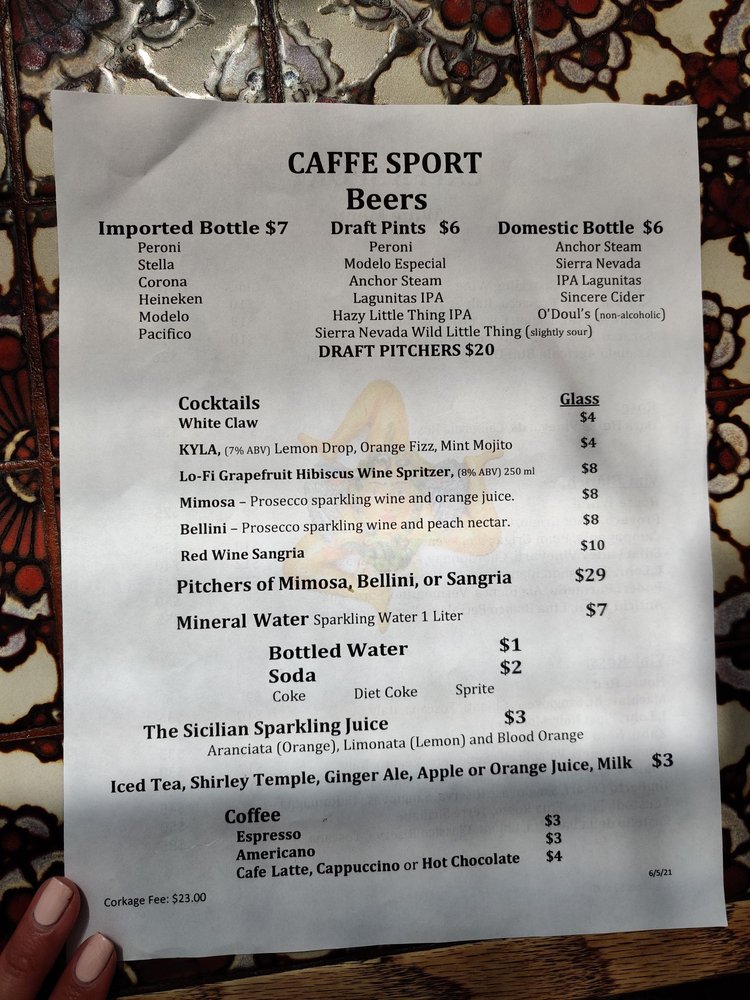 CAFFE SPORT
Beers
Imported Bottle $7
Peroni
Stella
Corona
Heineken
Modelo
Pacifico
Draft Pints $6
Peroni
Modelo Especial
Anchor Steam
Lagunitas IPA
Hazy Little Thing IPA
Sierra Nevada Wild Little Thing (slightly sour)
DRAFT PITCHERS $20
Domestic Bottle $6
Anchor Steam
Sierra Nevada
IPA Lagunitas
Sincere Cider
O'Doul's (non-alcoholic)
Cocktails Glass
White Claw $4
KYLA, (7% ABV) Lemon Drop, Orange Fizz, Mint Mojito $4
Lo-Fi Grapefruit Hibiscus Wine Spritzer, (8% ABV) 250 ml $8
Mimosa – Prosecco sparkling wine and orange juice. $8
Bellini – Prosecco sparkling wine and peach nectar. $8
Red Wine Sangria $10
Pitchers of Mimosa, Bellini, or Sangria $29
Mineral Water Sparkling Water 1 Liter $7
Bottled Water $1
Soda $2
Coke Diet Coke Sprite
The Sicilian Sparkling Juice $3
Aranciata (Orange), Limonata (Lemon) and Blood Orange
Iced Tea, Shirley Temple, Ginger Ale, Apple or Orange Juice, Milk $3
Coffee
Espresso $3
Americano $3
Cafe Latte, Cappuccino or Hot Chocolate $4
6/5/21
Corkage Fee: $23.00